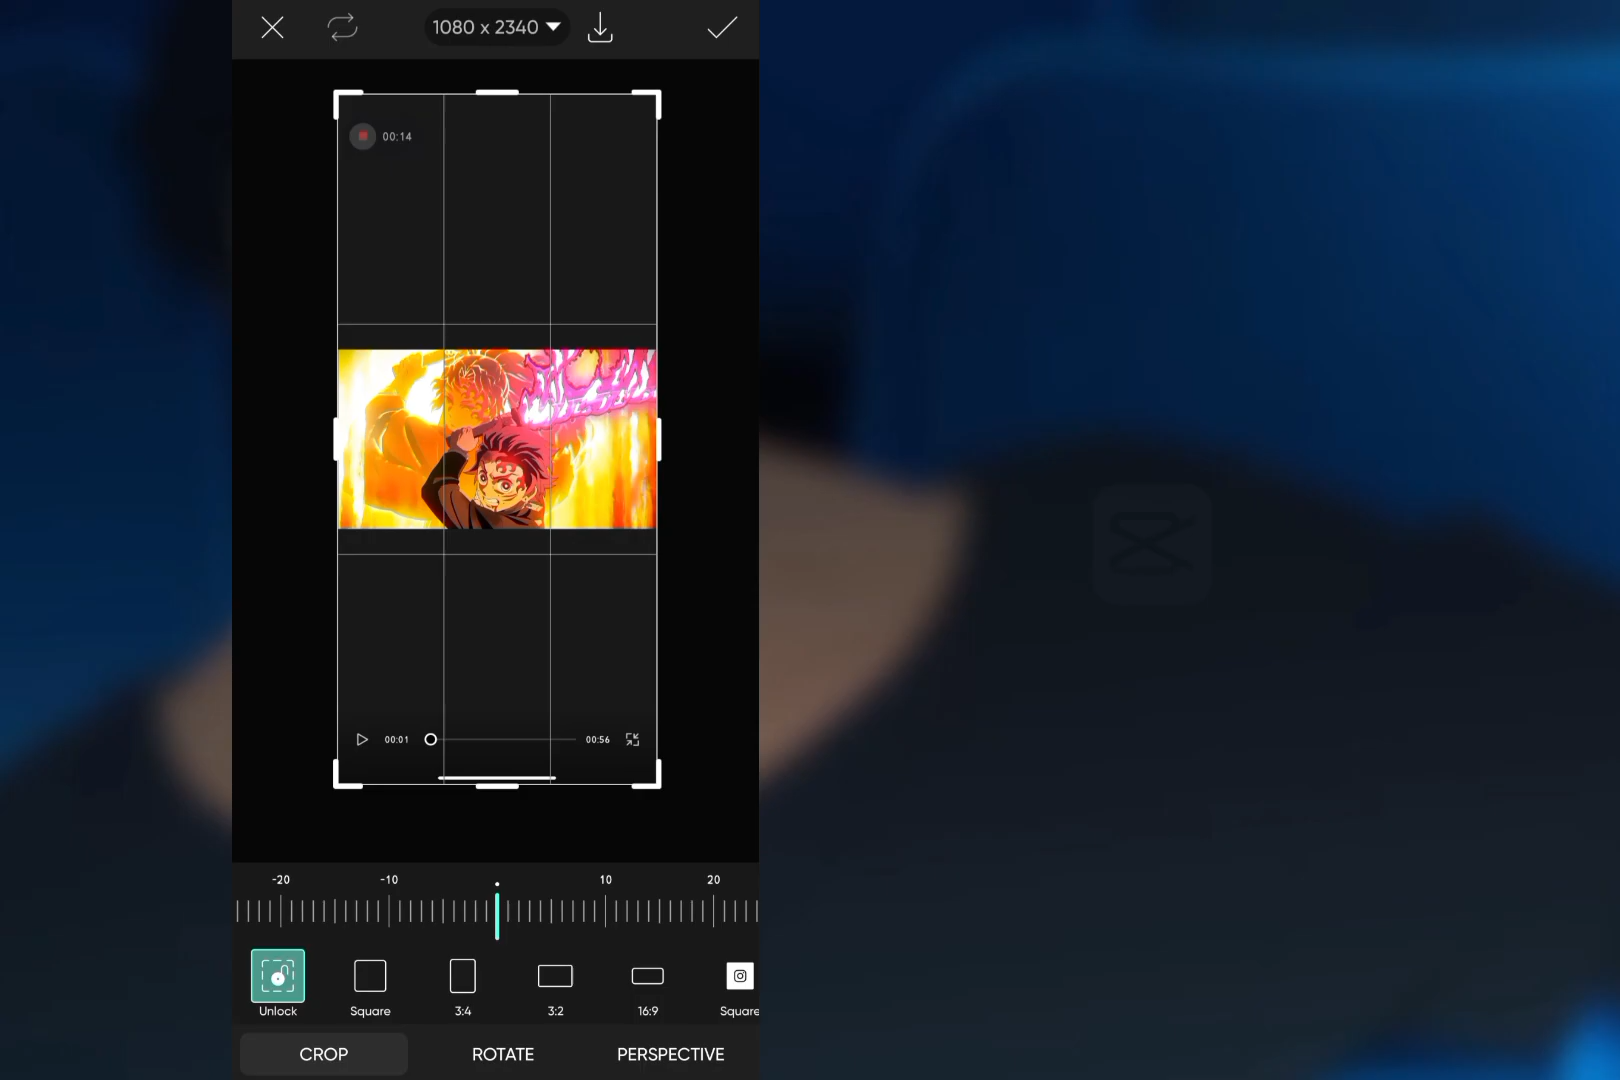 1080 x 2340
00:14
00:01 00:56
-20 -10 10 20
Unlock Square 3:4 3:2 16:9 Square
CROP ROTATE PERSPECTIVE